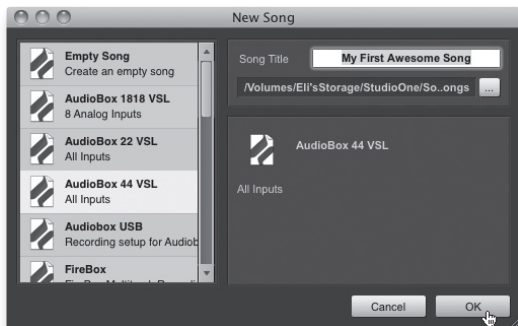 New Song
Empty Song
Create an empty song
AudioBox 1818 VSL
8 Analog Inputs
AudioBox 22 VSL
All Inputs
AudioBox 44 VSL
All Inputs
Audiobox USB
Recording setup for Audiob
FireBox
Song Title
My First Awesome Song
/Volumes/Eli'sStorage/StudioOne/So..ongs
...
AudioBox 44 VSL
All Inputs
Cancel
OK